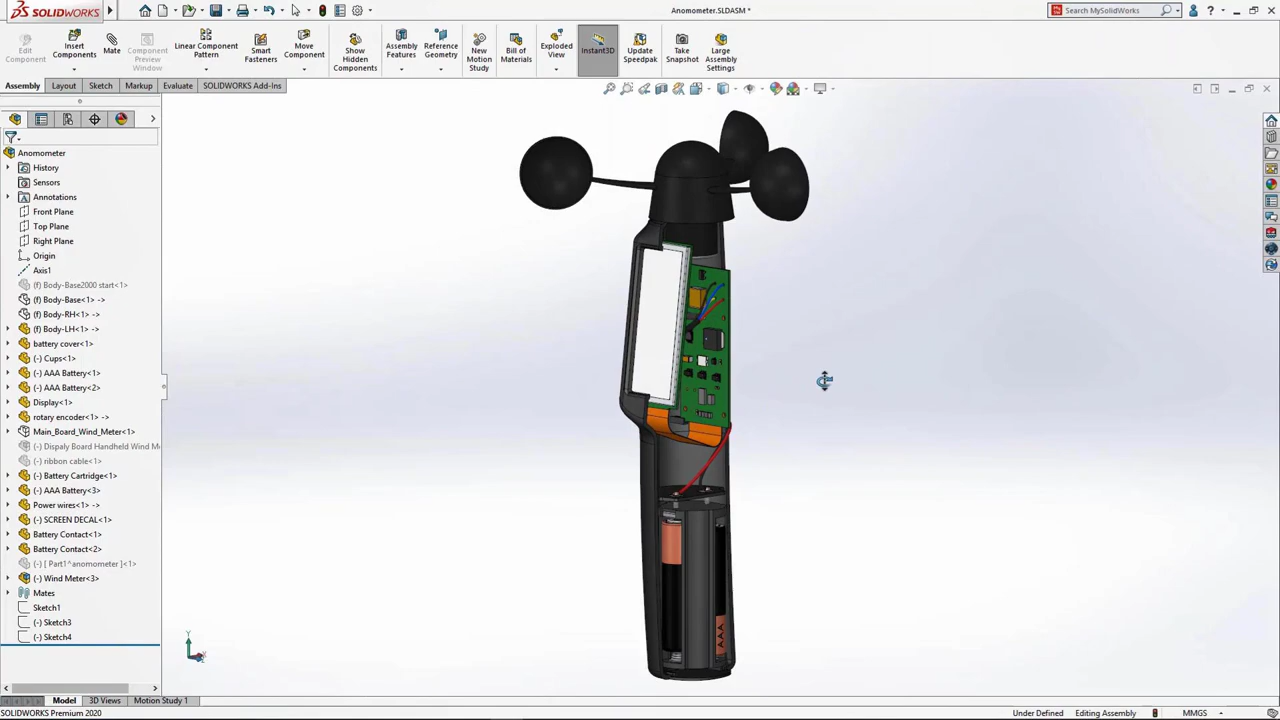 SOLIDWORKS
Anomometer.SLDASM *
Search MySolidWorks
Edit Component
Insert Components
Mate
Component Preview Window
Linear Component Pattern
Smart Fasteners
Move Component
Show Hidden Components
Assembly Features
Reference Geometry
New Motion Study
Bill of Materials
Exploded View
Instant3D
Update Speedpak
Take Snapshot
Large Assembly Settings
Assembly Layout Sketch Markup Evaluate SOLIDWORKS Add-Ins
Anomometer
History
Sensors
Annotations
Front Plane
Top Plane
Right Plane
Origin
Axis1
(f) Body-Base2000 start<1>
(f) Body-Base<1> ->
(f) Body-RH<1> ->
(f) Body-LH<1> ->
battery cover<1>
(-) Cups<1>
(-) AAA Battery<1>
(-) AAA Battery<2>
Display<1>
rotary encoder<1> ->
Main_Board_Wind_Meter<1>
(-) Dispaly Board Handheld Wind M
(-) ribbon cable<1>
(-) Battery Cartridge<1>
(-) AAA Battery<3>
Power wires<1> ->
(-) SCREEN DECAL<1>
Battery Contact<1>
Battery Contact<2>
(-) [ Part1^anomometer ]<1>
(-) Wind Meter<3>
Mates
Sketch1
(-) Sketch3
(-) Sketch4
AAA
Y
Model 3D Views Motion Study 1
SOLIDWORKS Premium 2020
Under Defined Editing Assembly MMGS